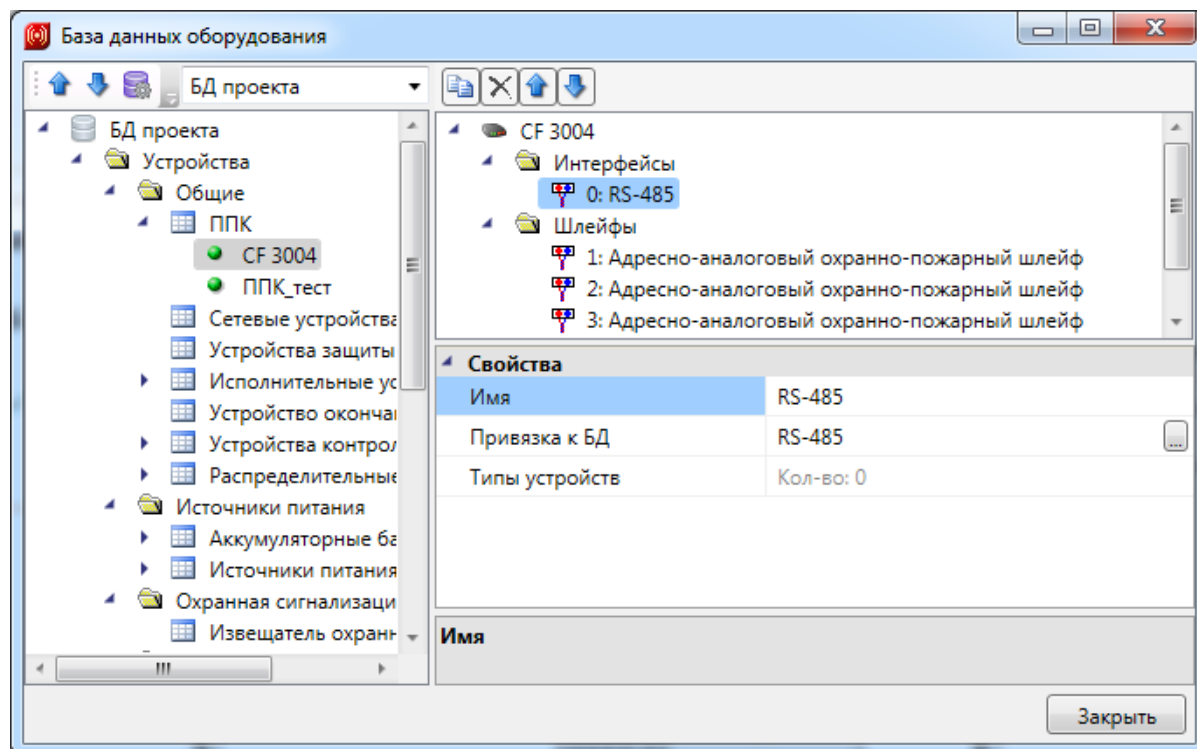 База данных оборудования
БД проекта
БД проекта
Устройства
Общие
ППК
CF 3004
ППК_тест
Сетевые устройства
Устройства защиты
Исполнительные ус
Устройство оконча
Устройства контрол
Распределительные
Источники питания
Аккумуляторные ба
Источники питания
Охранная сигнализаци
Извещатель охранн
CF 3004
Интерфейсы
0: RS-485
Шлейфы
1: Адресно-аналоговый охранно-пожарный шлейф
2: Адресно-аналоговый охранно-пожарный шлейф
3: Адресно-аналоговый охранно-пожарный шлейф
Свойства
Имя RS-485
Привязка к БД RS-485 ...
Типы устройств Кол-во: 0
Имя
Закрыть